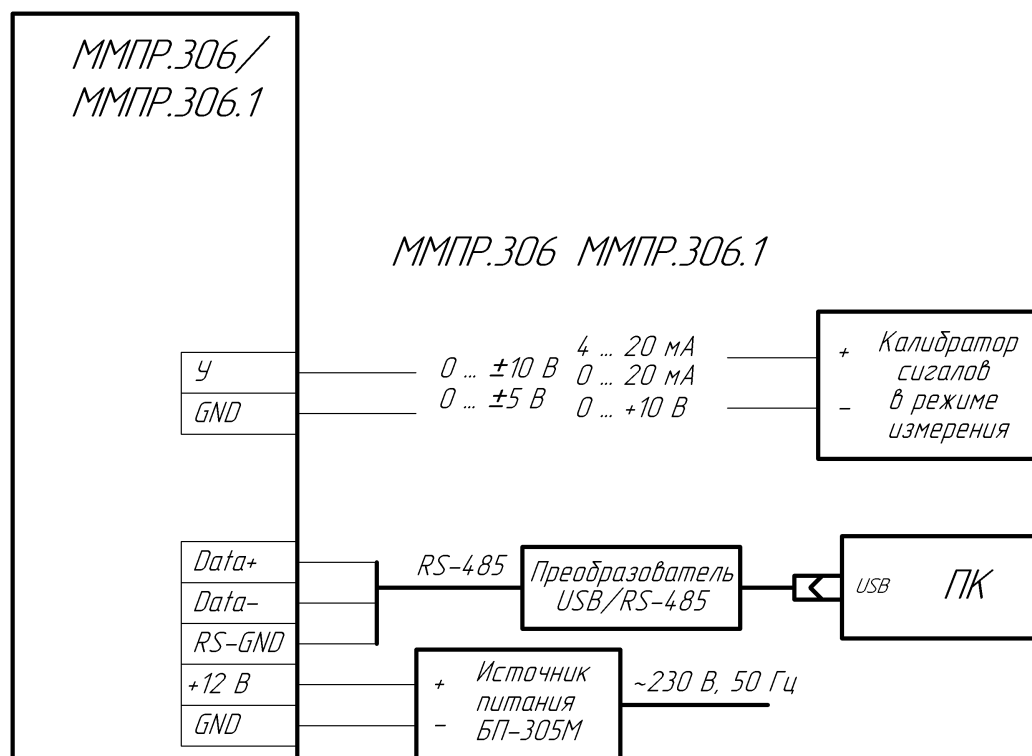 ММПР.306/
ММПР.306.1
ММПР.306 ММПР.306.1
У
GND
0 ... ±10 В
0 ... ±5 В
4 ... 20 мА
0 ... 20 мА
0 ... +10 В
+
−
Калибратор
сигалов
в режиме
измерения
Data+
Data−
RS−GND
+12 В
GND
RS−485
Преобразователь
USB/RS−485
USB
ПК
+
−
Источник
питания
БП−305М
~230 В, 50 Гц